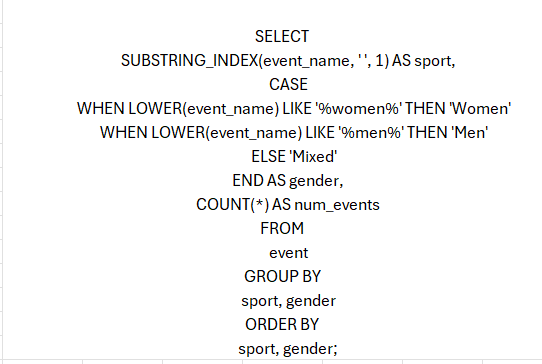 SELECT
SUBSTRING_INDEX(event_name, ' ', 1) AS sport,
CASE
WHEN LOWER(event_name) LIKE '%women%' THEN 'Women'
WHEN LOWER(event_name) LIKE '%men%' THEN 'Men'
ELSE 'Mixed'
END AS gender,
COUNT(*) AS num_events
FROM
event
GROUP BY
sport, gender
ORDER BY
sport, gender;